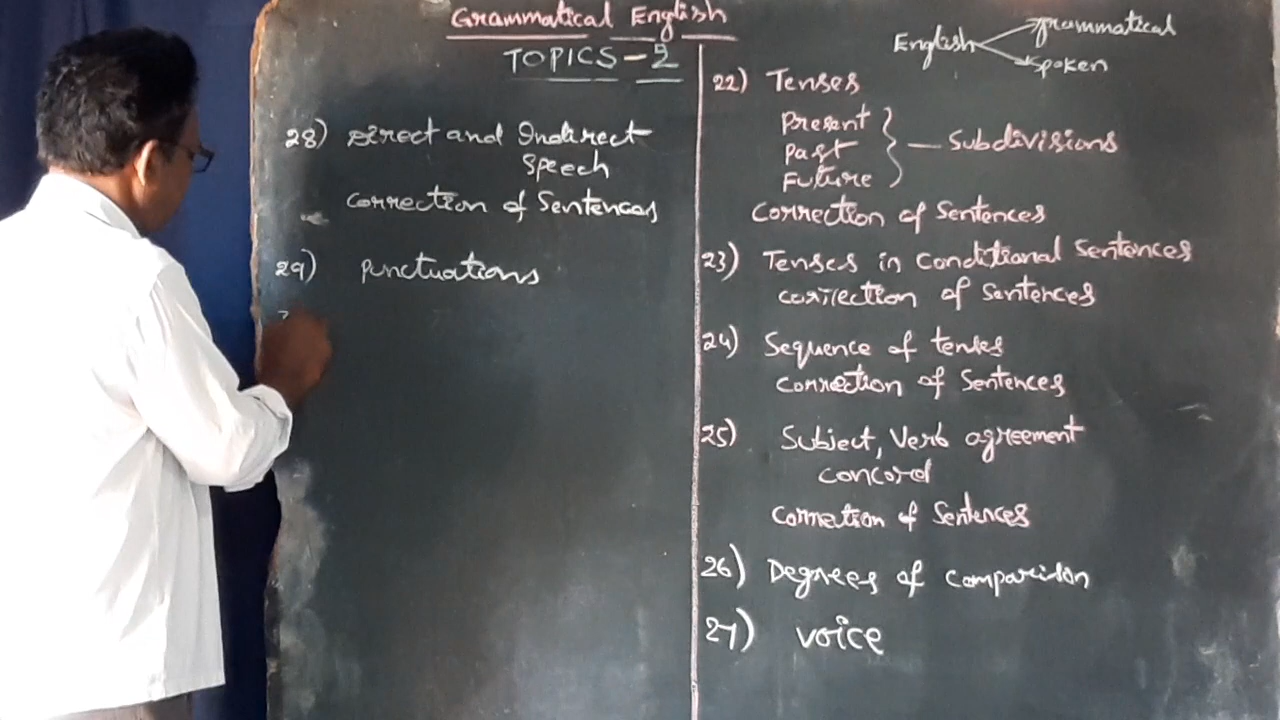 Grammatical English
TOPICS - 2
English
Grammatical
Spoken
22) Tenses
Present
Past
Future
— Subdivisions
Correction of Sentences
23) Tenses in Conditional Sentences
Correction of Sentences
24) Sequence of tenses
Correction of Sentences
25) Subject, Verb agreement
Concord
Correction of Sentences
26) Degrees of Comparison
27) Voice
28) Direct and Indirect
Speech
Correction of Sentences
29) Punctuations